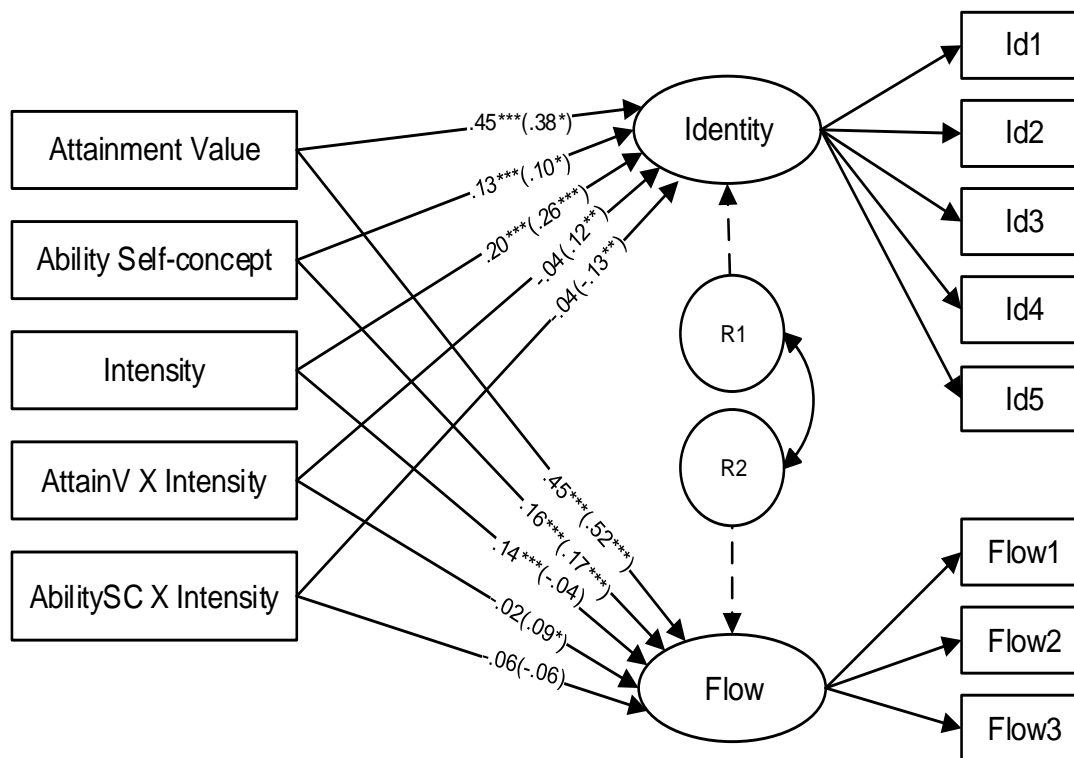 Attainment Value
Ability Self-concept
Intensity
AttainV X Intensity
AbilitySC X Intensity
.45***(.38*)
.13***(.10*)
.20***(.26***)
-.04(.12**)
-.04(-.13**)
.45***(.52***)
.16***(.17***)
.14***(-.04)
-.02(.09*)
-.06(-.06)
Identity
R1
R2
Flow
Id1
Id2
Id3
Id4
Id5
Flow1
Flow2
Flow3